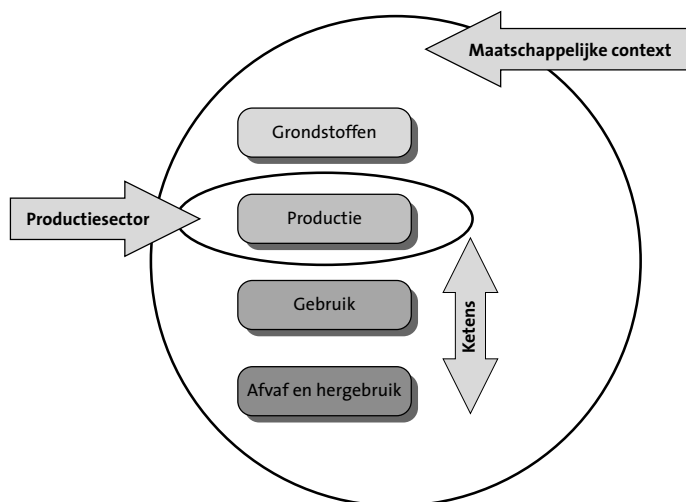 Maatschappelijke context
Grondstoffen
Productiesector
Productie
Gebruik
Ketens
Afvaf en hergebruik